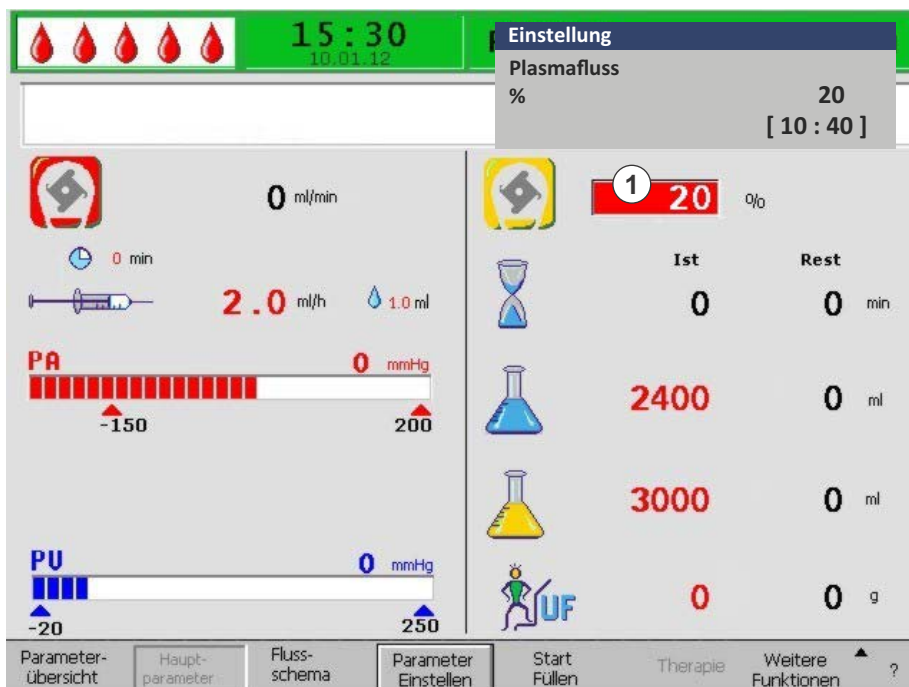 15:30
10.01.12
Einstellung
Plasmafluss
% 20
[ 10 : 40 ]
0 ml/min
1
20 %
0 min
Ist Rest
2.0 ml/h 1.0 ml
0 0 min
PA 0 mmHg
-150 200
2400 0 ml
3000 0 ml
PV 0 mmHg
-20 250
UF 0 0 g
Parameter-
übersicht
Haupt-
parameter
Fluss-
schema
Parameter
Einstellen
Start
Füllen
Therapie
Weitere
Funktionen
?